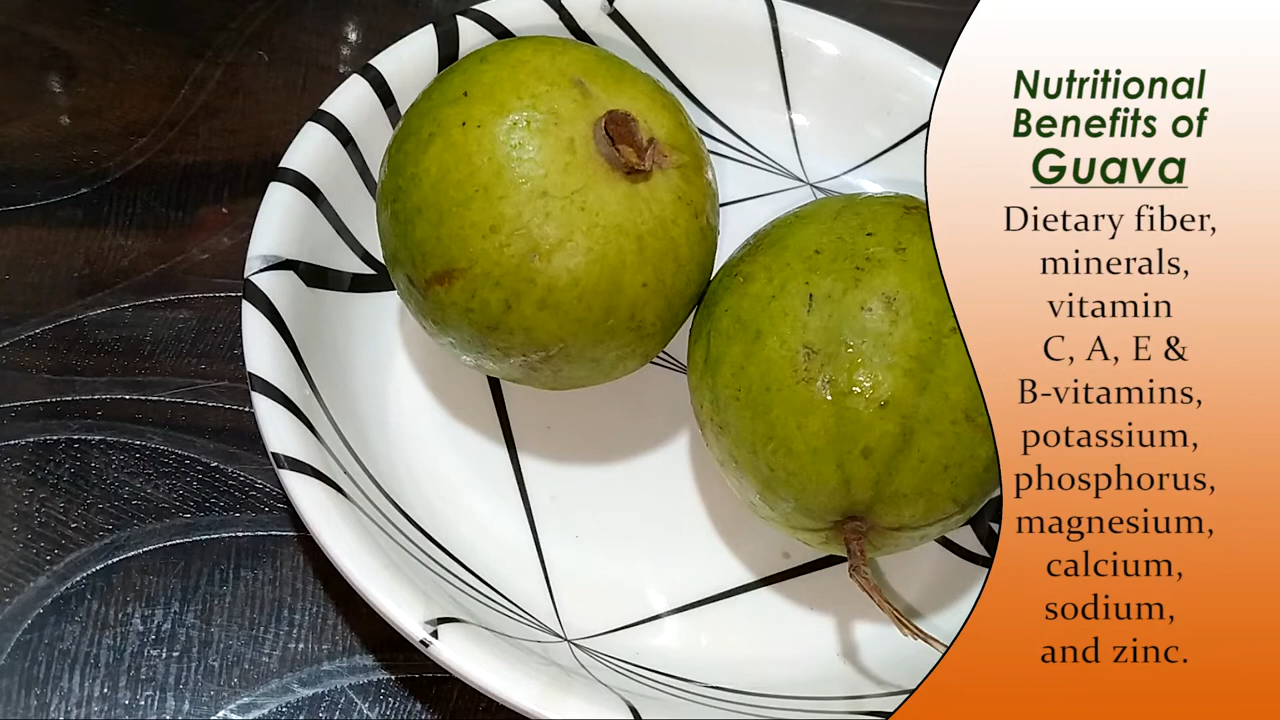 Nutritional
Benefits of
Guava
Dietary fiber,
minerals,
vitamin
C, A, E &
B-vitamins,
potassium,
phosphorus,
magnesium,
calcium,
sodium,
and zinc.